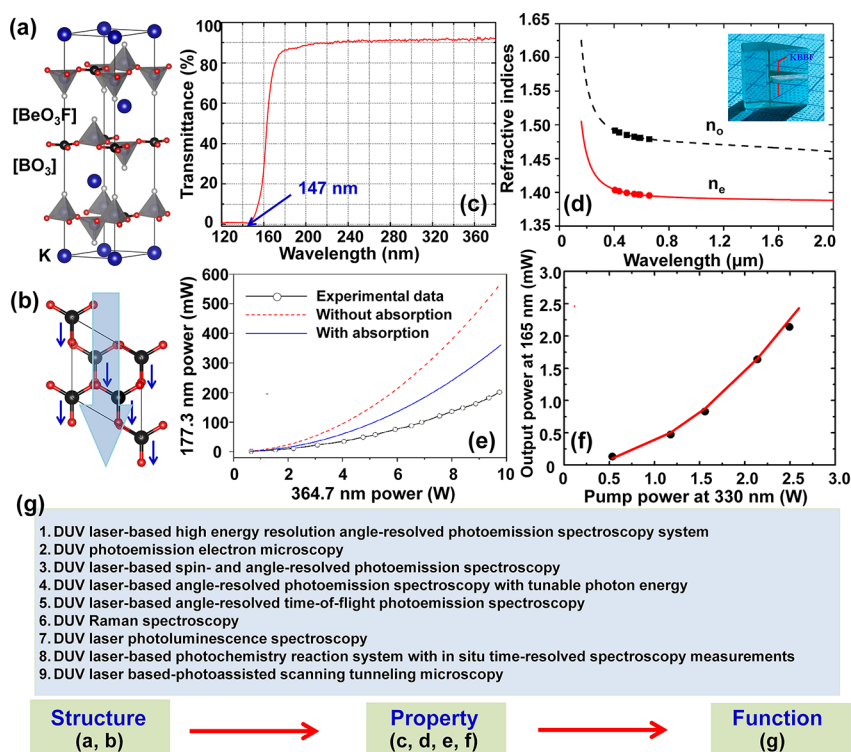 (a)
[BeO₃F]
[BO₃]
K
(b)
Transmittance (%)
100
80
60
40
20
0
147 nm
(c)
120 160 200 240 280 320 360
Wavelength (nm)
Refractive indices
1.65
1.60
1.55
1.50
1.45
1.40
1.35
KBBF
nₒ
nₑ
(d)
0.4 0.8 1.2 1.6 2.0
Wavelength (μm)
177.3 nm power (mW)
600
500
400
300
200
100
0
Experimental data
Without absorption
With absorption
(e)
0 2 4 6 8 10
364.7 nm power (W)
Output power at 165 nm (mW)
3.0
2.5
2.0
1.5
1.0
0.5
0.0
(f)
0.0 0.5 1.0 1.5 2.0 2.5 3.0
Pump power at 330 nm (W)
(g)
1. DUV laser-based high energy resolution angle-resolved photoemission spectroscopy system
2. DUV photoemission electron microscopy
3. DUV laser-based spin- and angle-resolved photoemission spectroscopy
4. DUV laser-based angle-resolved photoemission spectroscopy with tunable photon energy
5. DUV laser-based angle-resolved time-of-flight photoemission spectroscopy
6. DUV Raman spectroscopy
7. DUV laser photoluminescence spectroscopy
8. DUV laser-based photochemistry reaction system with in situ time-resolved spectroscopy measurements
9. DUV laser based-photoassisted scanning tunneling microscopy
Structure
(a, b)
Property
(c, d, e, f)
Function
(g)